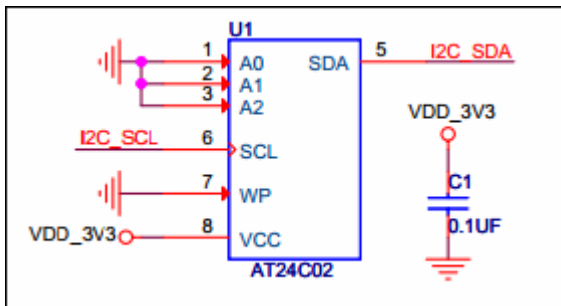 U1
1 A0 SDA 5 I2C_SDA
2 A1
3 A2
VDD_3V3
I2C_SCL 6 SCL
7 WP
C1
VDD_3V3 8 VCC
0.1UF
AT24C02